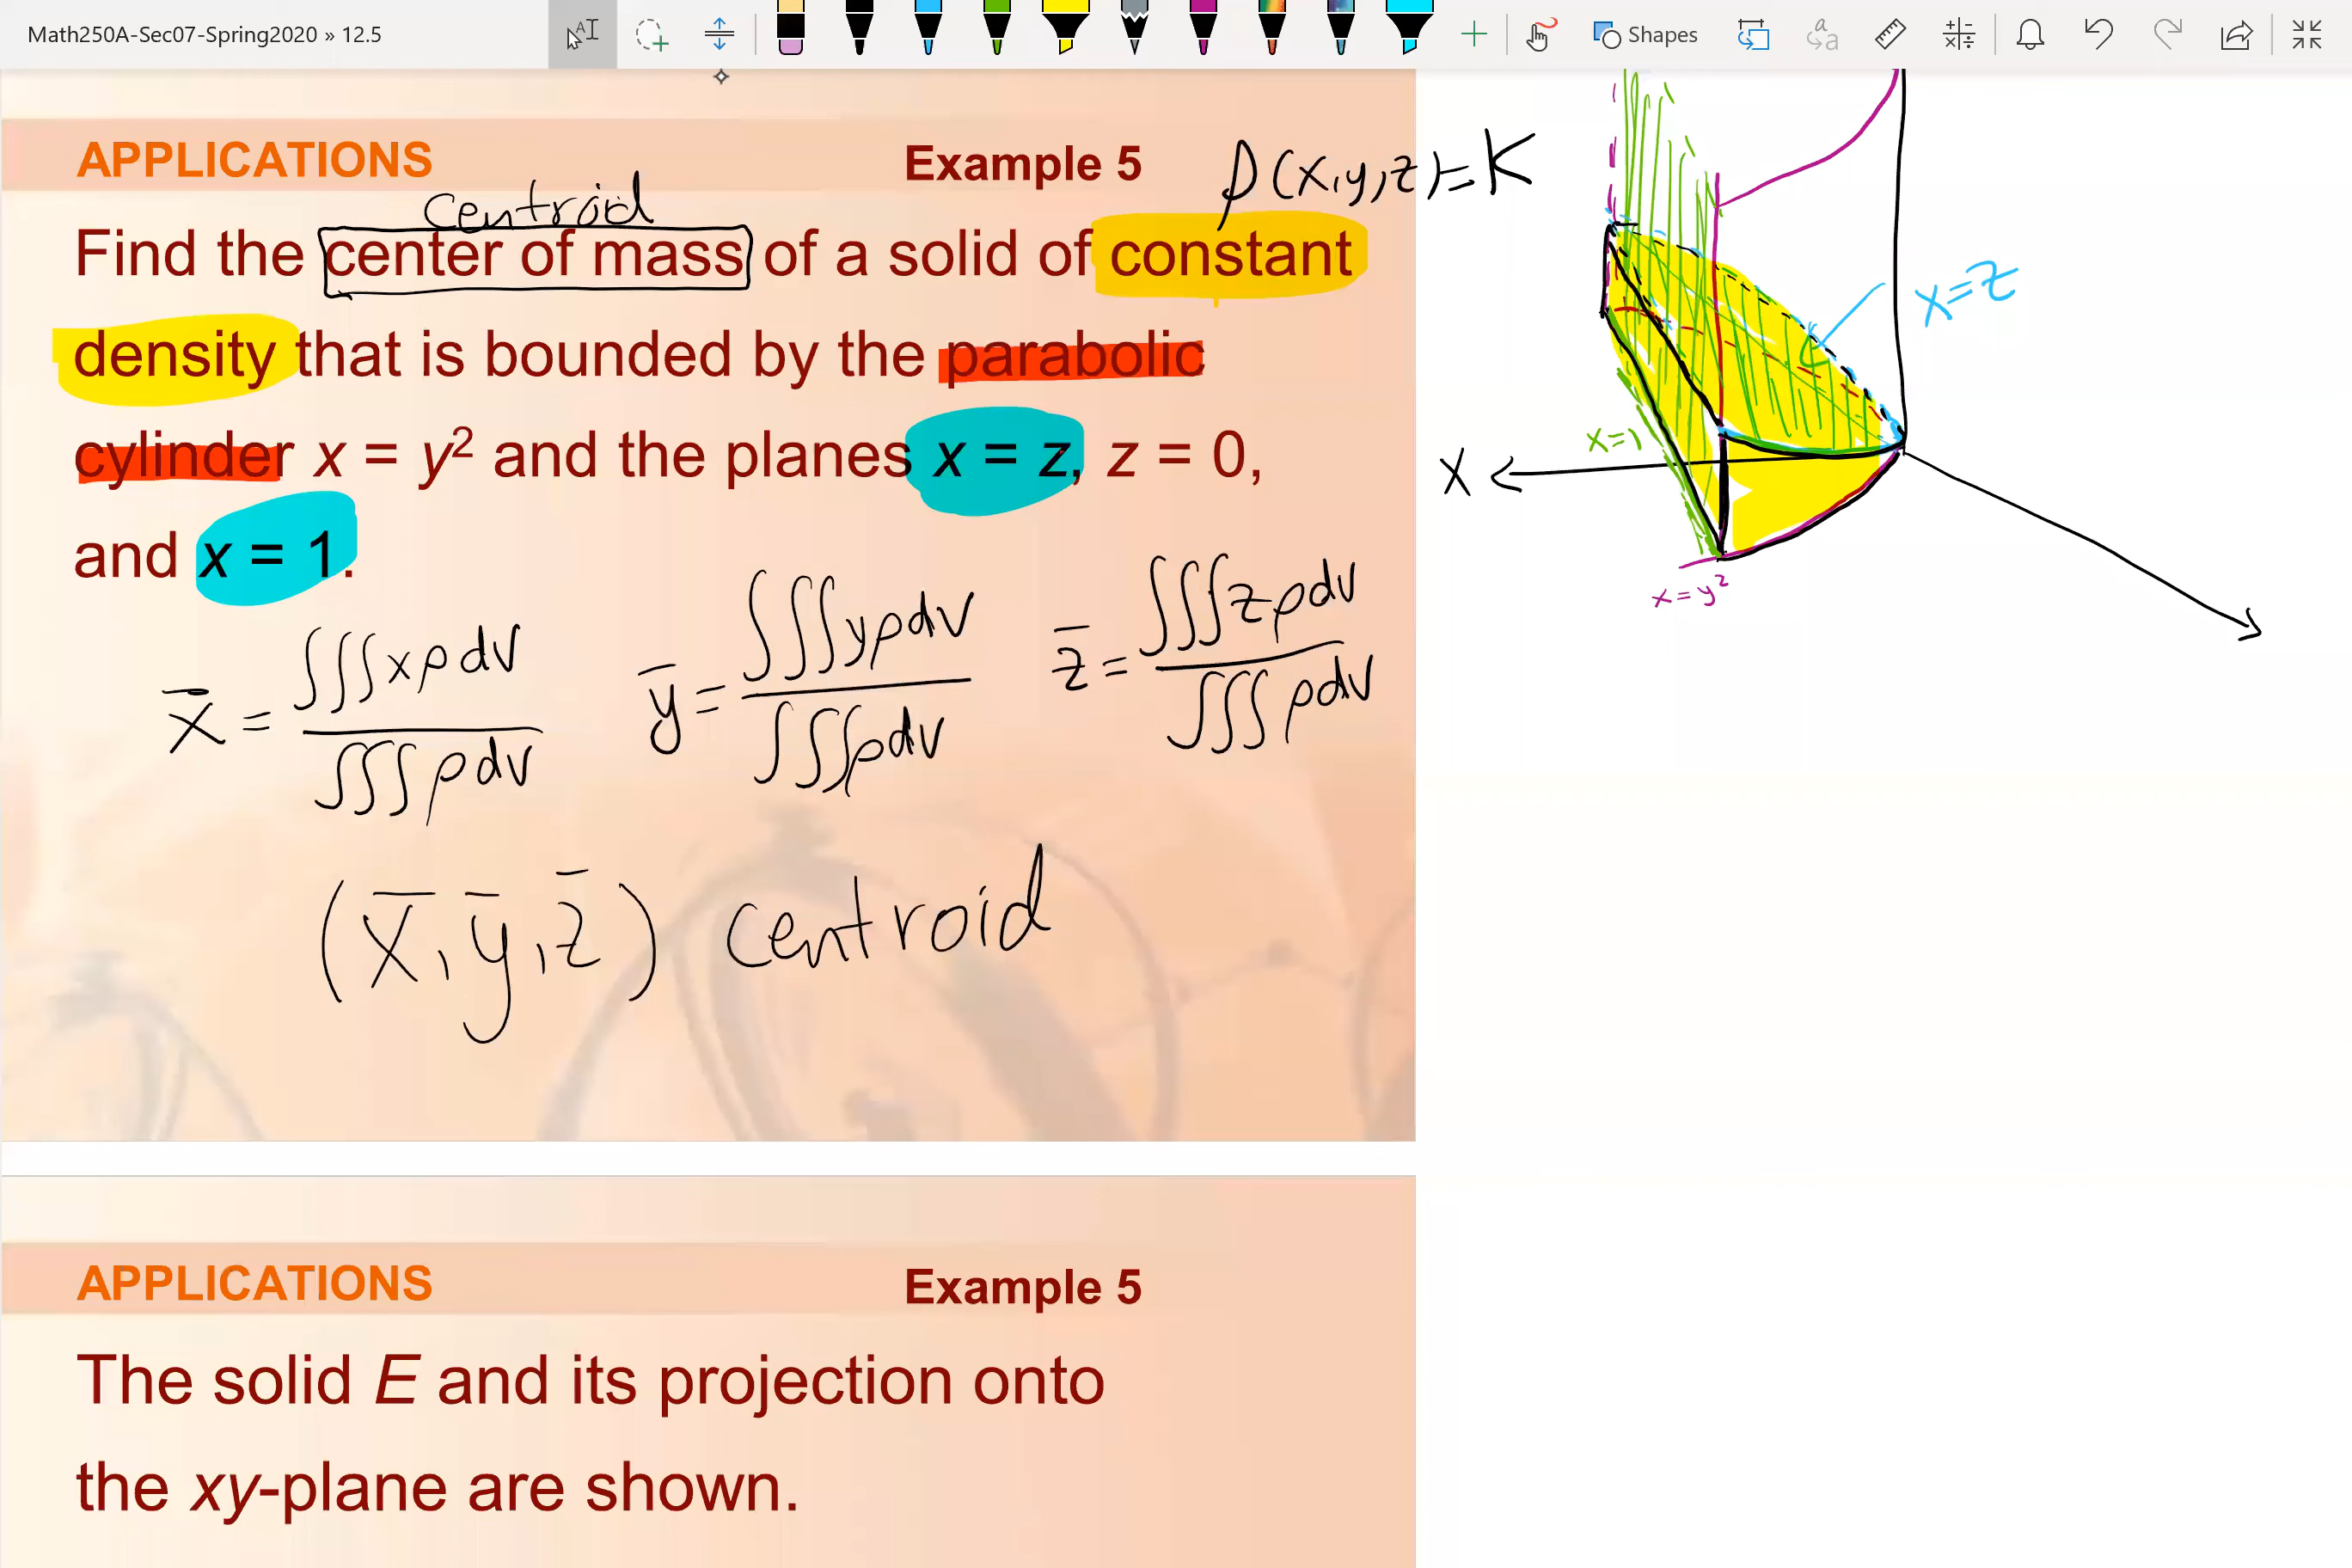 Math250A-Sec07-Spring2020 » 12.5
Shapes
APPLICATIONS
Example 5
ρ(x,y,z)=K
centroid
Find the center of mass of a solid of constant
density that is bounded by the parabolic
cylinder x = y² and the planes x = z, z = 0,
and x = 1.
x̄ = ∭xρdv / ∭ρdv
ȳ = ∭yρdv / ∭ρdv
z̄ = ∭zρdv / ∭ρdv
(x̄, ȳ, z̄) centroid
x=z
x=1
X
x=y²
APPLICATIONS
Example 5
The solid E and its projection onto
the xy-plane are shown.